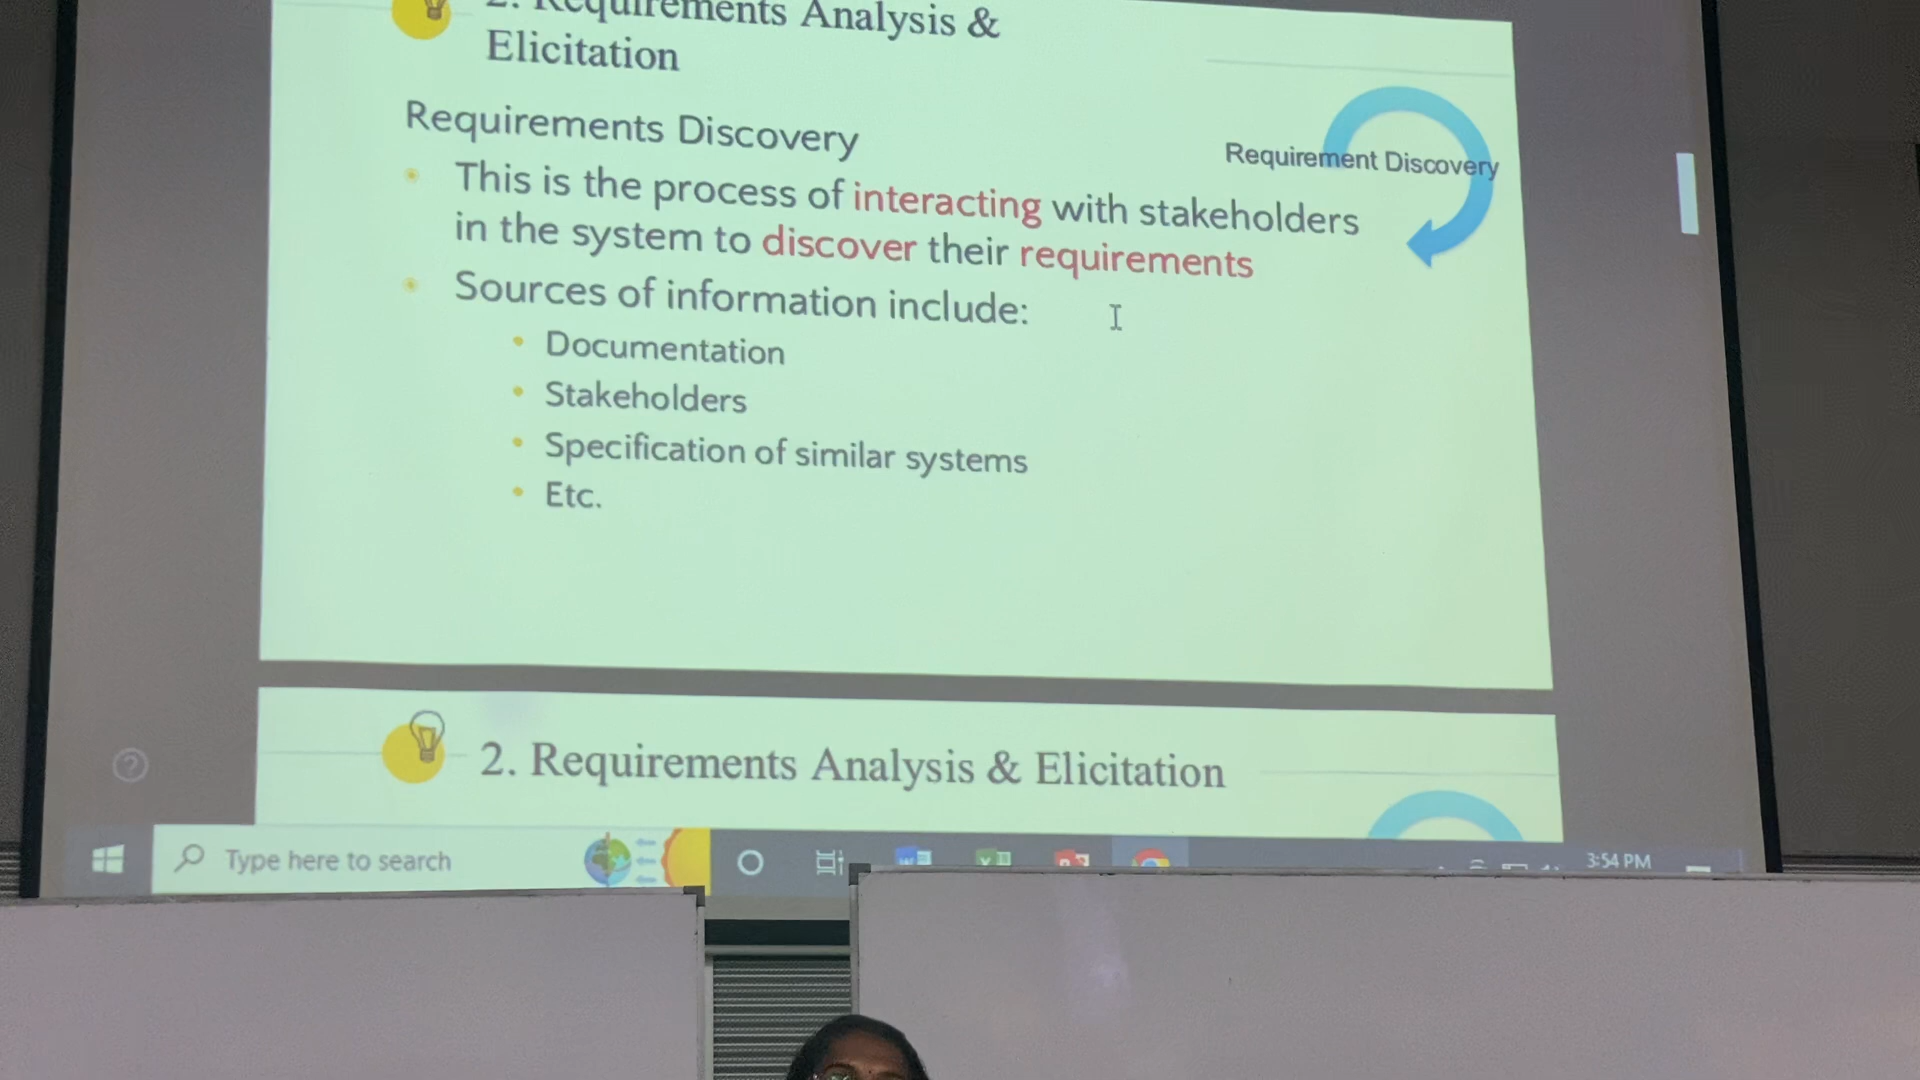 2. Requirements Analysis &
Elicitation
Requirements Discovery
Requirement Discovery
This is the process of interacting with stakeholders
in the system to discover their requirements
Sources of information include:
Documentation
Stakeholders
Specification of similar systems
Etc.
2. Requirements Analysis & Elicitation
Type here to search
3:54 PM